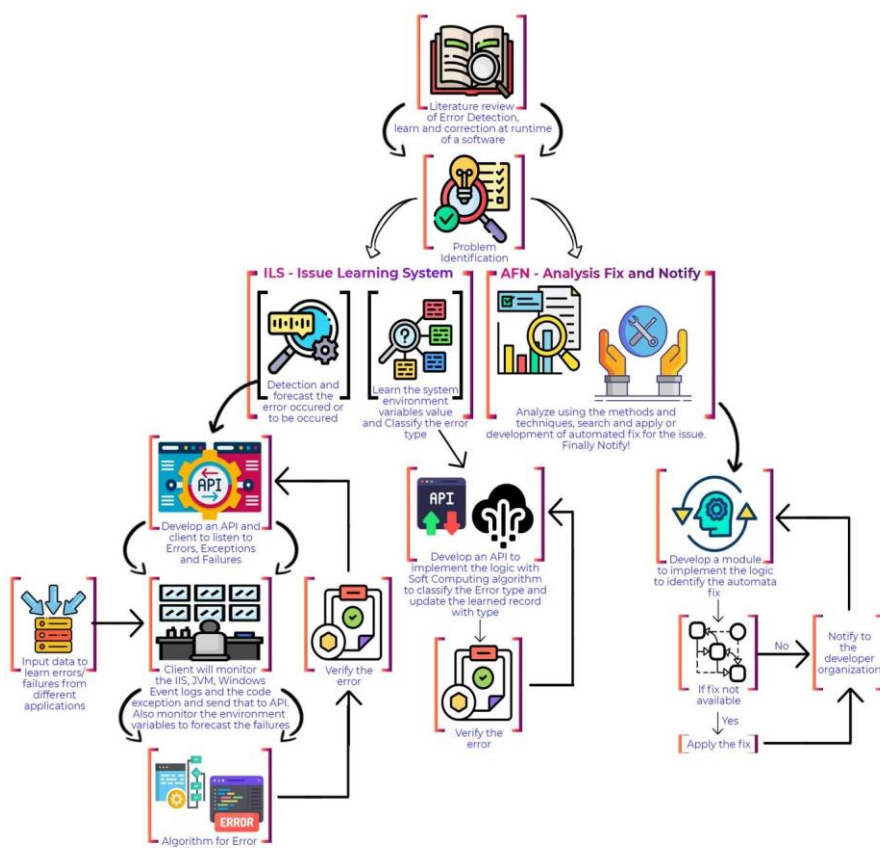 Literature review
of Error Detection,
learn and correction at runtime
of a software
Problem
Identification
ILS - Issue Learning System
Detection and
forecast the
error occured or
to be occured
Learn the system
environment
variables value
and Classify the error
type
AFN - Analysis Fix and Notify
Analyze using the methods and
techniques, search and apply or
development of automated fix for the issue.
Finally Notify!
API
Develop an API and
client to listen to
Errors, Exceptions
and Failures
API
Develop an API to
implement the logic with
Soft Computing algorithm
to classify the Error type and
update the learned record
with type
Develop a module
to implement the logic
to identify the automata
fix
Input data to
learn errors/
failures from
different
applications
Client will monitor
the IIS, JVM, Windows
Event logs and the code
exception and send that to API.
Also monitor the environment
variables to forecast the failures
Verify the
error
Verify the
error
If fix not
available
No
Notify to
the
developer
organization
Yes
Apply the fix
ERROR
Algorithm for Error